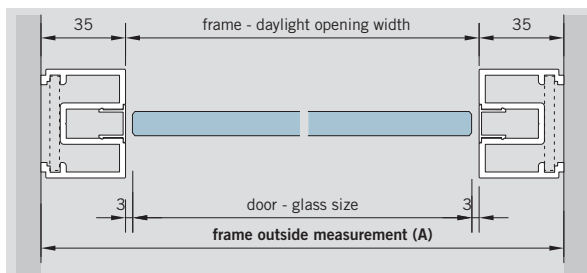 35 frame - daylight opening width 35
3 door - glass size 3
frame outside measurement (A)